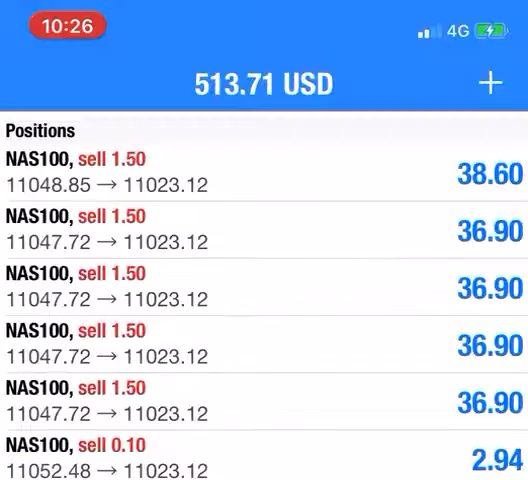 10:26
4G
513.71 USD
+
Positions
NAS100, sell 1.50
38.60
11048.85 → 11023.12
NAS100, sell 1.50
36.90
11047.72 → 11023.12
NAS100, sell 1.50
36.90
11047.72 → 11023.12
NAS100, sell 1.50
36.90
11047.72 → 11023.12
NAS100, sell 1.50
36.90
11047.72 → 11023.12
NAS100, sell 0.10
2.94
11052.48 → 11023.12